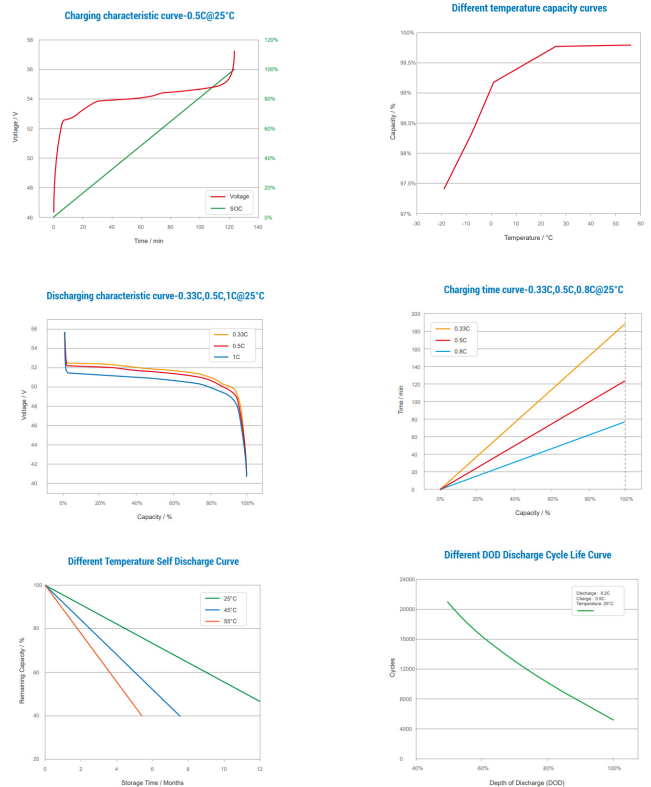 Charging characteristic curve-0.5C@25°C
58
56
54
52
50
48
46
120%
100%
80%
60%
40%
20%
0%
Voltage / V
Voltage
SOC
0
20
40
60
80
100
120
140
Time / min
Different temperature capacity curves
100%
99.5%
99%
98.5%
98%
97.5%
97%
Capacity / %
-30
-20
-10
0
10
20
30
40
50
60
Temperature / °C
Discharging characteristic curve-0.33C,0.5C,1C@25°C
56
54
52
50
48
46
44
42
40
Voltage / V
0.33C
0.5C
1C
0%
20%
40%
60%
80%
100%
Capacity / %
Charging time curve-0.33C,0.5C,0.8C@25°C
200
180
160
140
120
100
80
60
40
20
0
Time / min
0.33C
0.5C
0.8C
0%
20%
40%
60%
80%
100%
Capacity / %
Different Temperature Self Discharge Curve
100
80
60
40
20
Remaining Capacity / %
25°C
45°C
55°C
0
2
4
6
8
10
12
Storage Time / Months
Different DOD Discharge Cycle Life Curve
24000
20000
16000
12000
8000
4000
0
Cycles
Discharge: 0.2C
Charge: 0.5C
Temperature: 25°C
40%
60%
80%
100%
Depth of Discharge (DOD)